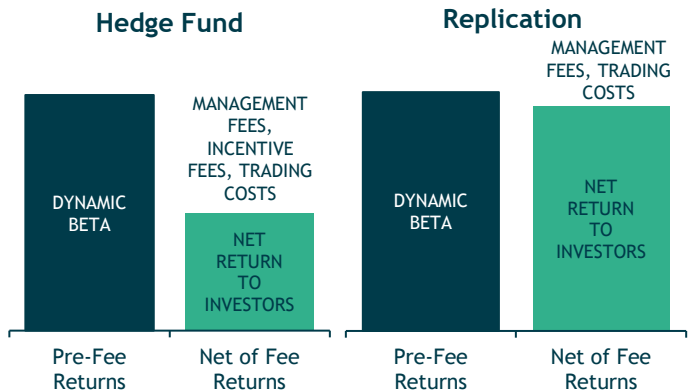 Hedge Fund
MANAGEMENT
FEES,
INCENTIVE
FEES, TRADING
COSTS
DYNAMIC
BETA
NET
RETURN
TO
INVESTORS
Pre-Fee
Returns
Net of Fee
Returns
Replication
MANAGEMENT
FEES, TRADING
COSTS
DYNAMIC
BETA
NET
RETURN
TO
INVESTORS
Pre-Fee
Returns
Net of Fee
Returns